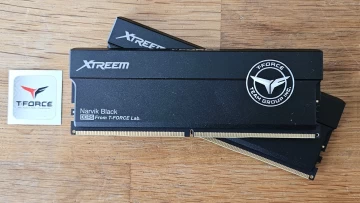 XTREEM
XTREEM
T-FORCE
TEAM GROUP INC.
T-FORCE
Narvik Black
DDR5 From T-FORCE Lab.